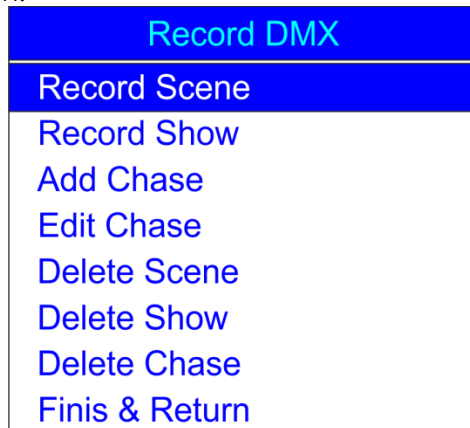 Record DMX
Record Scene
Record Show
Add Chase
Edit Chase
Delete Scene
Delete Show
Delete Chase
Finis & Return